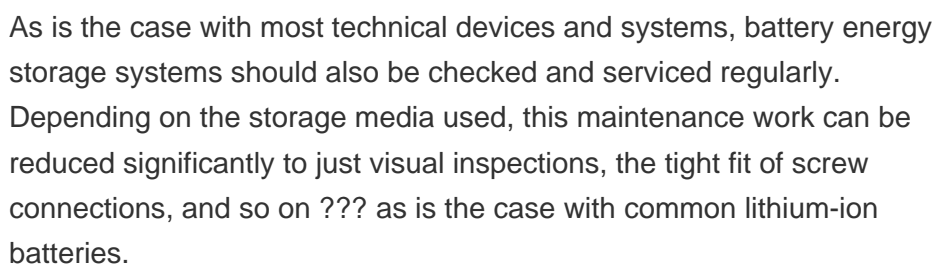 As is the case with most technical devices and systems, battery energy
storage systems should also be checked and serviced regularly.
Depending on the storage media used, this maintenance work can be
reduced significantly to just visual inspections, the tight fit of screw
connections, and so on ??? as is the case with common lithium-ion
batteries.